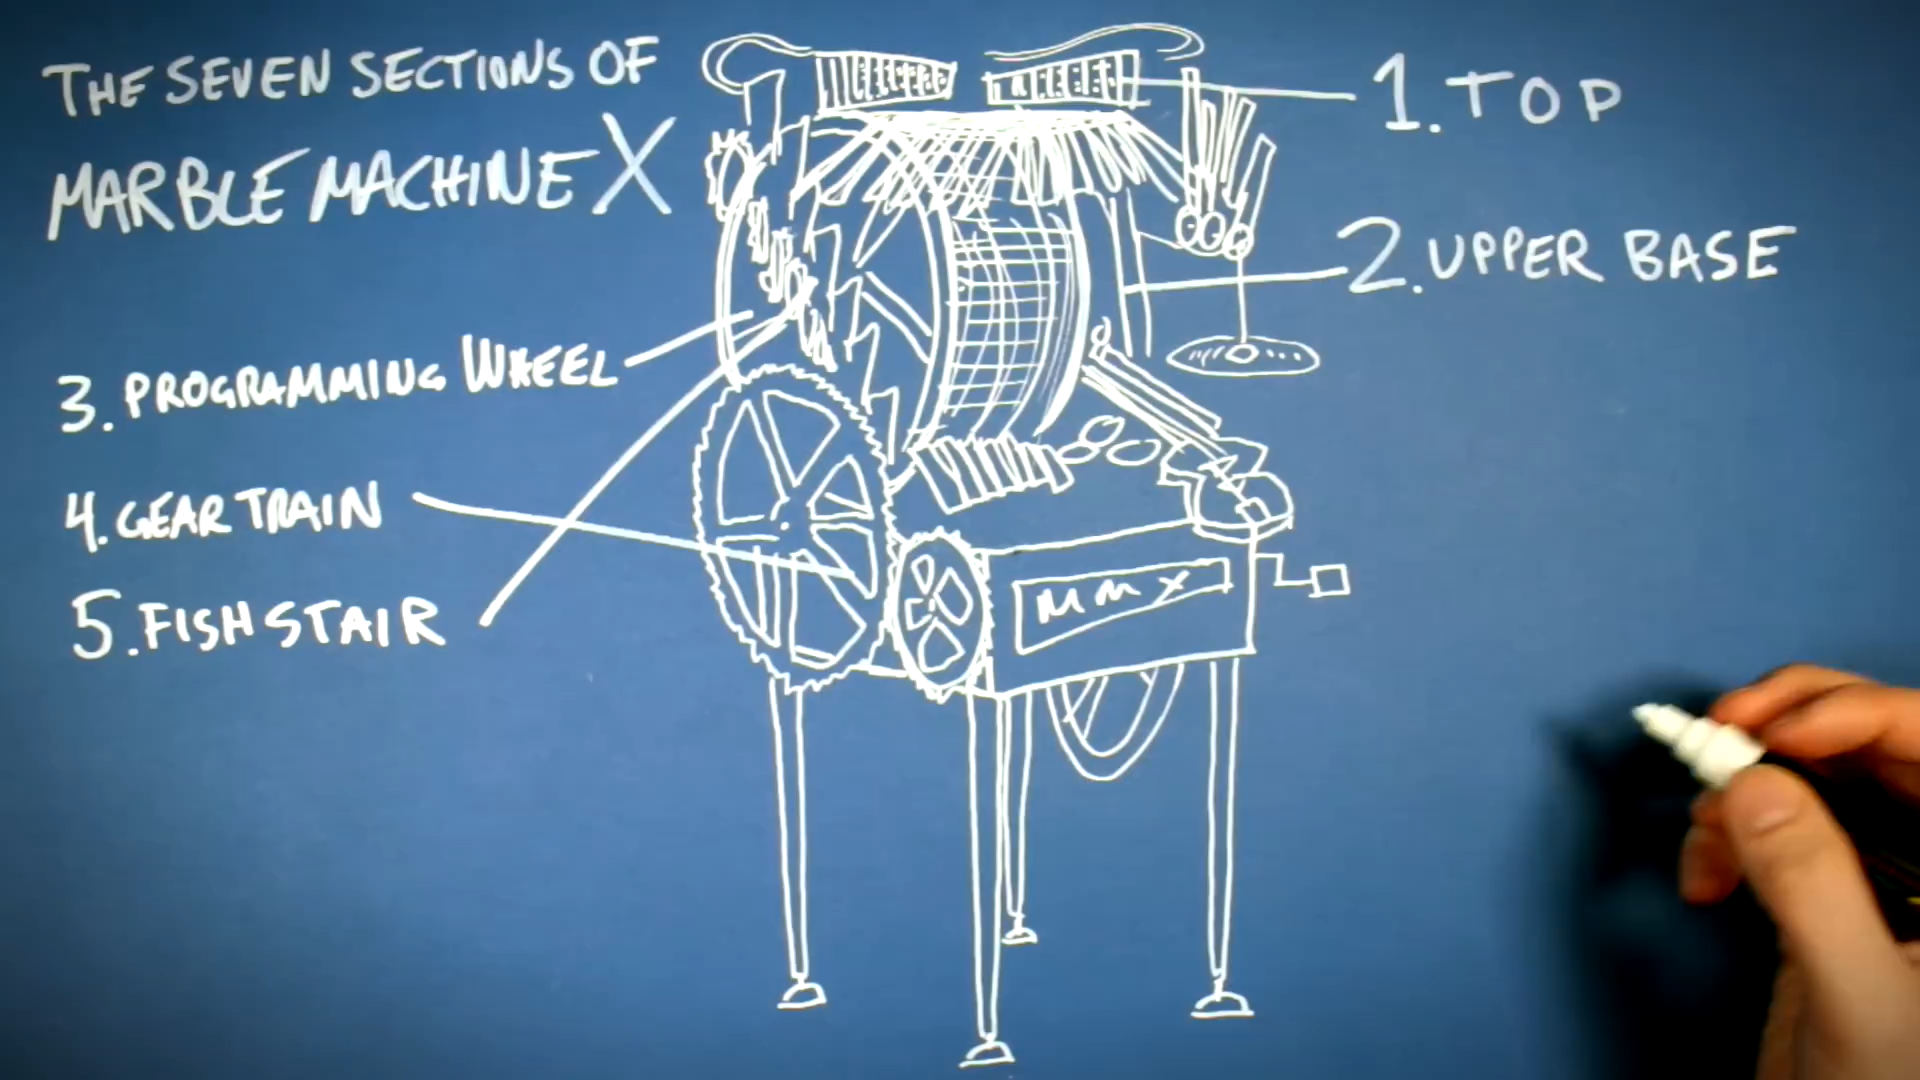 THE SEVEN SECTIONS OF
MARBLE MACHINE X
1. TOP
2. UPPER BASE
3. PROGRAMMING WHEEL
4. GEAR TRAIN
5. FISH STAIR
MMX